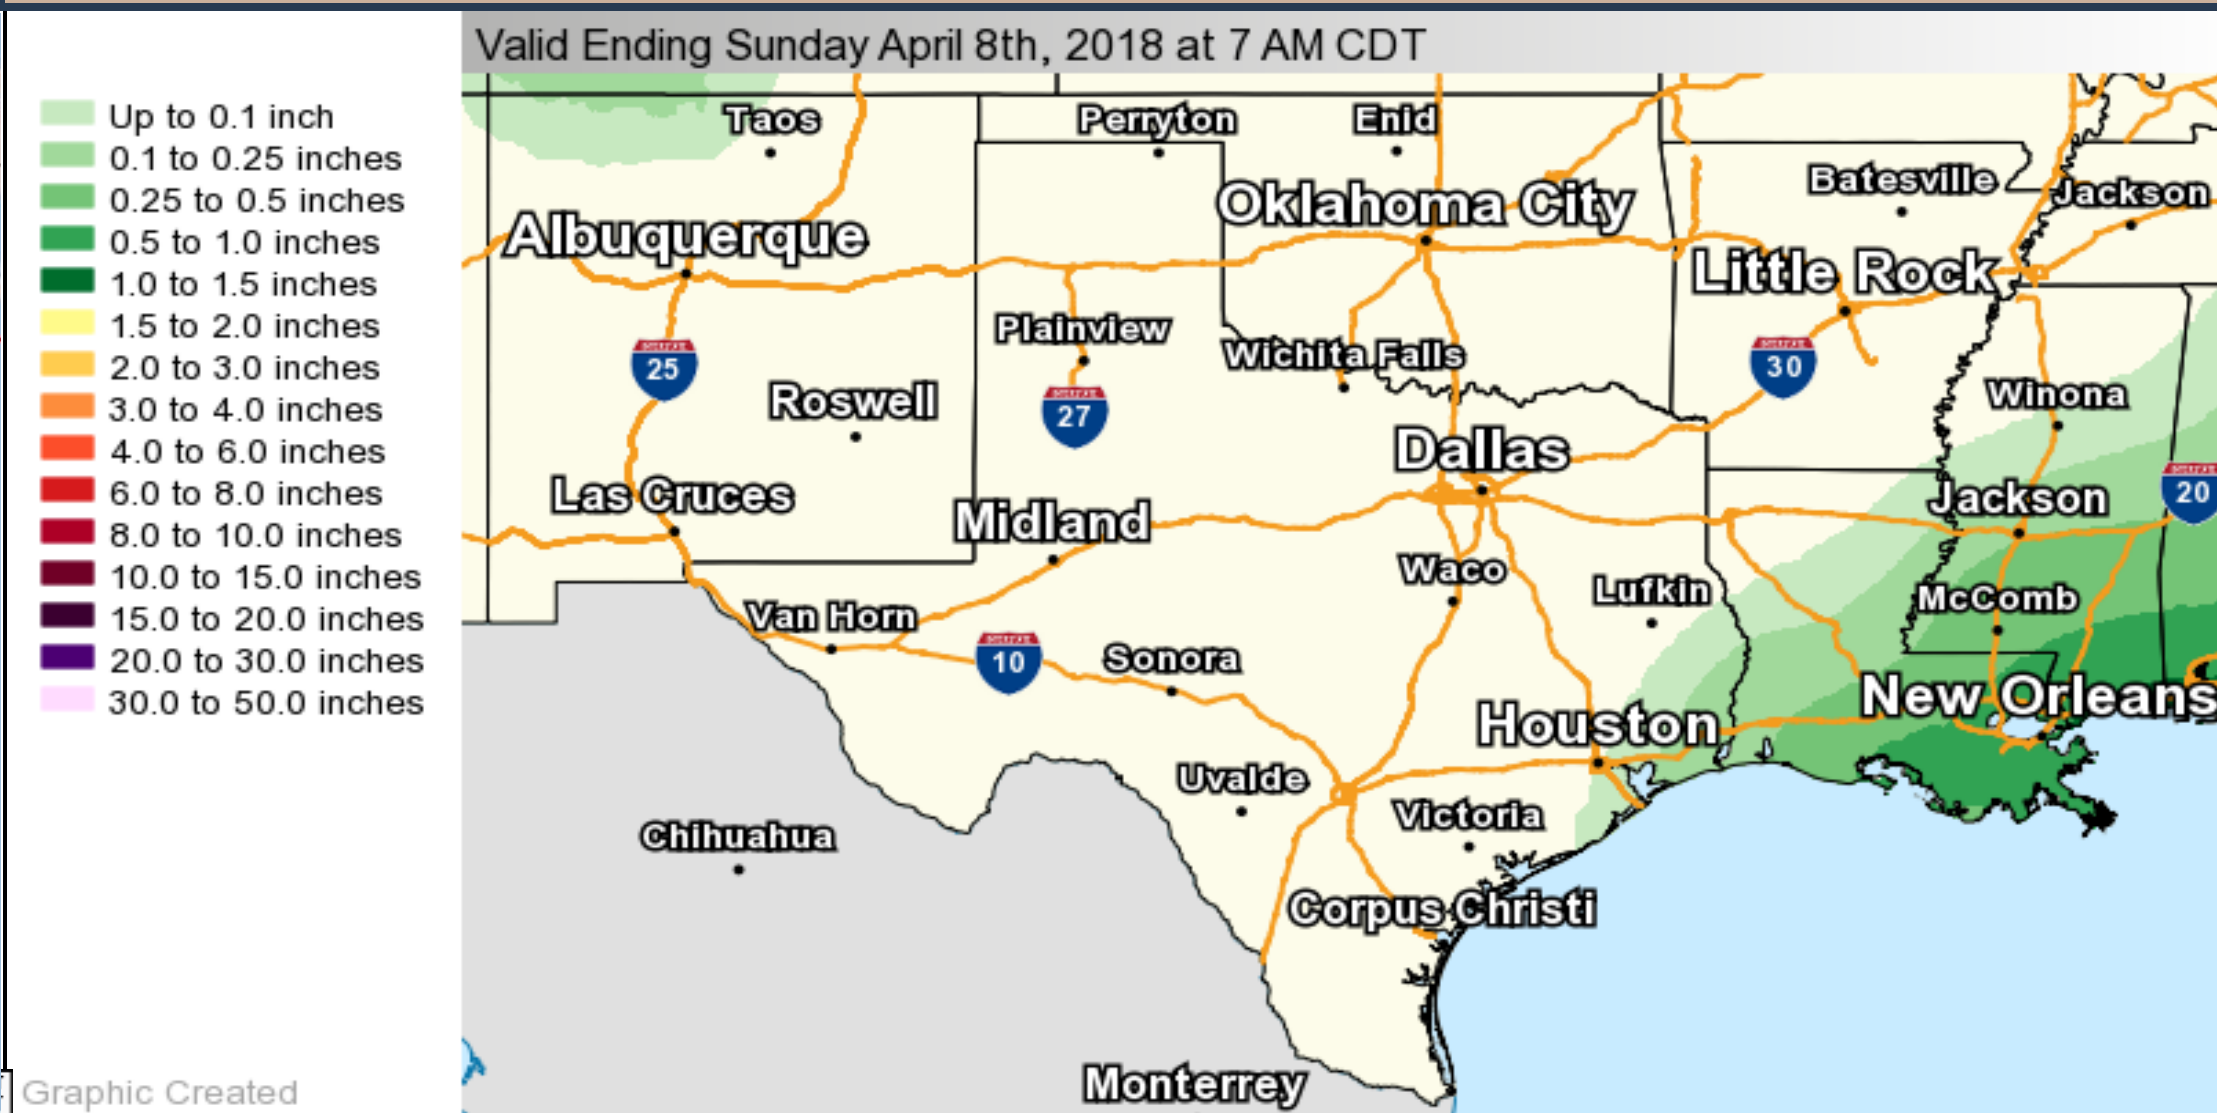 Valid Ending Sunday April 8th, 2018 at 7 AM CDT
Up to 0.1 inch
0.1 to 0.25 inches
0.25 to 0.5 inches
0.5 to 1.0 inches
1.0 to 1.5 inches
1.5 to 2.0 inches
2.0 to 3.0 inches
3.0 to 4.0 inches
4.0 to 6.0 inches
6.0 to 8.0 inches
8.0 to 10.0 inches
10.0 to 15.0 inches
15.0 to 20.0 inches
20.0 to 30.0 inches
30.0 to 50.0 inches
Graphic Created
Taos
Perryton
Enid
Batesville
Jackson
Oklahoma City
Albuquerque
Little Rock
Plainview
Wichita Falls
25
30
Winona
Roswell
27
Dallas
Las Cruces
Jackson
20
Midland
Waco
Lufkin
McComb
Van Horn
10
Sonora
New Orleans
Houston
Uvalde
Victoria
Chihuahua
Corpus Christi
Monterrey